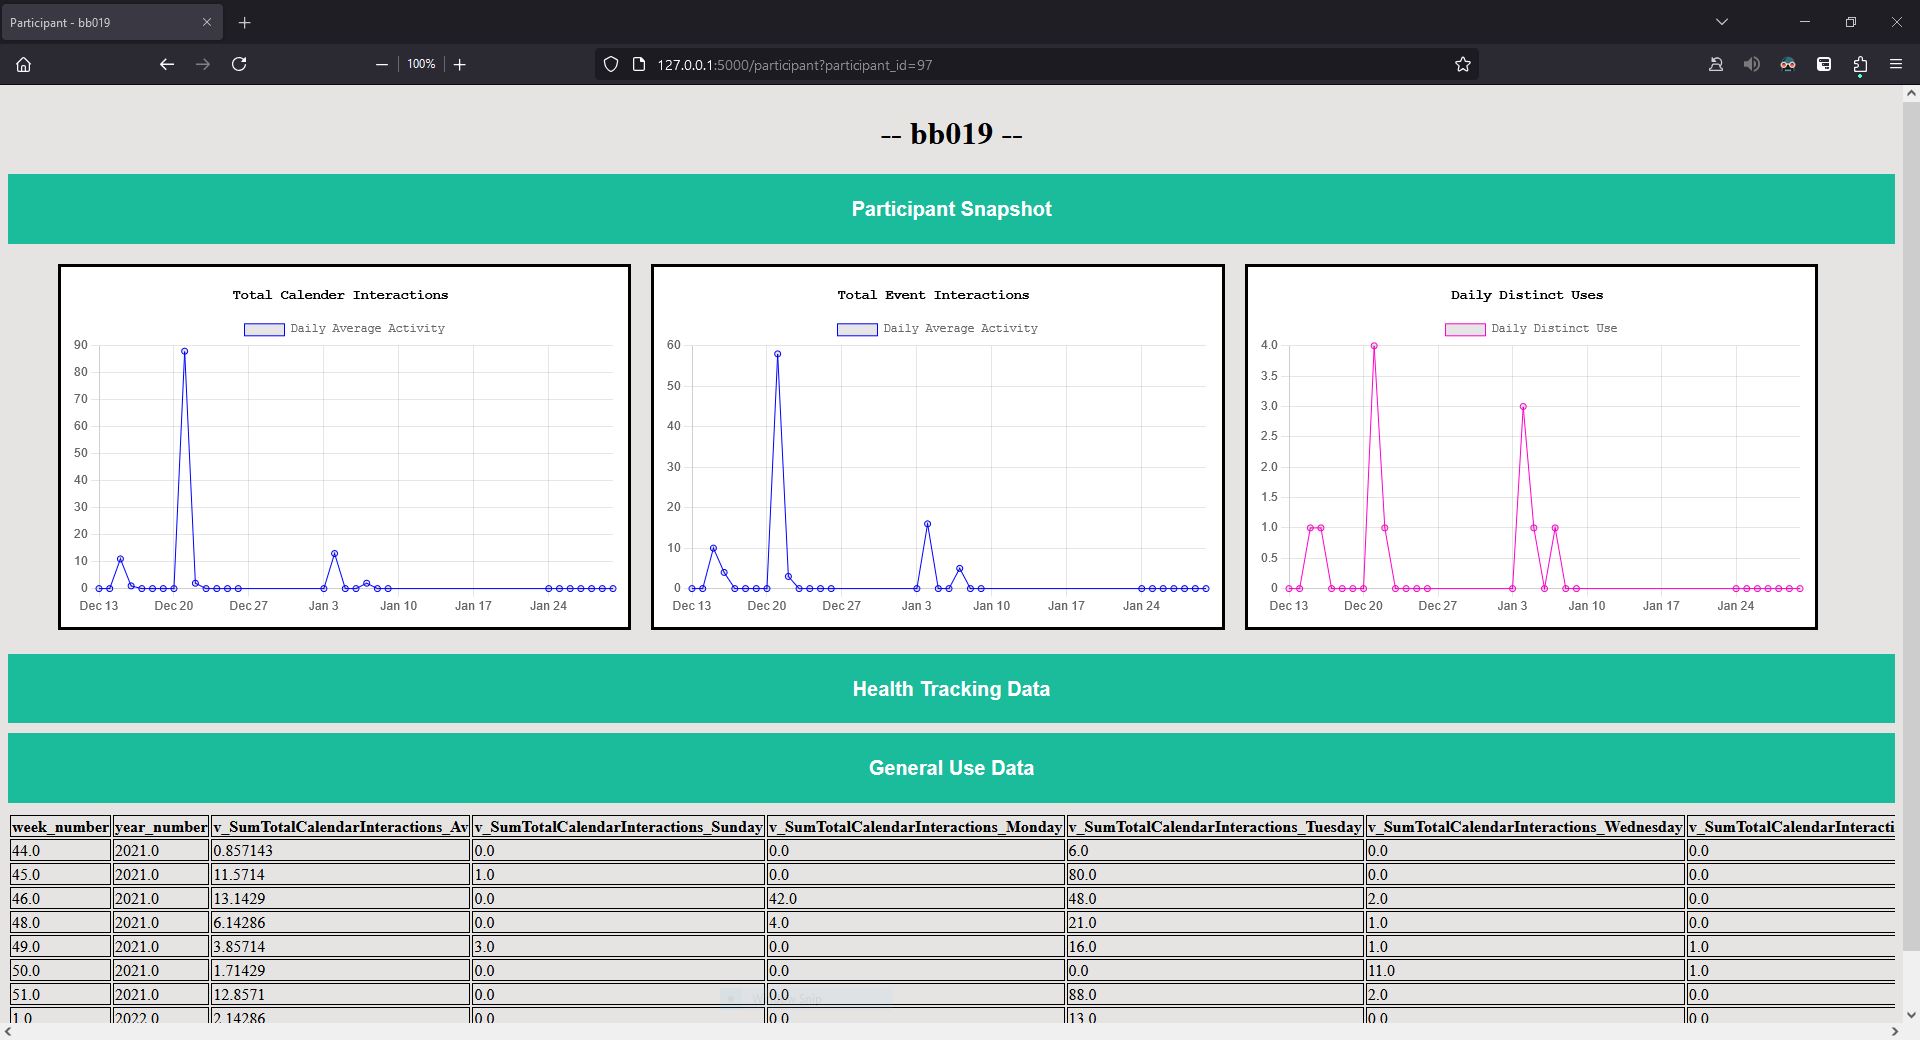 Participant - bb019
100%
127.0.0.1:5000/participant?participant_id=97
-- bb019 --
Participant Snapshot
Total Calender Interactions
Daily Average Activity
90
80
70
60
50
40
30
20
10
0
Dec 13 Dec 20 Dec 27 Jan 3 Jan 10 Jan 17 Jan 24
Total Event Interactions
Daily Average Activity
60
50
40
30
20
10
0
Dec 13 Dec 20 Dec 27 Jan 3 Jan 10 Jan 17 Jan 24
Daily Distinct Uses
Daily Distinct Use
4.0
3.5
3.0
2.5
2.0
1.5
1.0
0.5
0
Dec 13 Dec 20 Dec 27 Jan 3 Jan 10 Jan 17 Jan 24
Health Tracking Data
General Use Data
week_number year_number v_SumTotalCalendarInteractions_Av v_SumTotalCalendarInteractions_Sunday v_SumTotalCalendarInteractions_Monday v_SumTotalCalendarInteractions_Tuesday v_SumTotalCalendarInteractions_Wednesday v_SumTotalCalendarInteracti
44.0 2021.0 0.857143 0.0 0.0 6.0 0.0 0.0
45.0 2021.0 11.5714 1.0 0.0 80.0 0.0 0.0
46.0 2021.0 13.1429 0.0 42.0 48.0 2.0 0.0
48.0 2021.0 6.14286 0.0 4.0 21.0 1.0 0.0
49.0 2021.0 3.85714 3.0 0.0 16.0 1.0 1.0
50.0 2021.0 1.71429 0.0 0.0 0.0 11.0 1.0
51.0 2021.0 12.8571 0.0 0.0 88.0 2.0 0.0
1.0 2022.0 2.14286 0.0 0.0 13.0 0.0 0.0